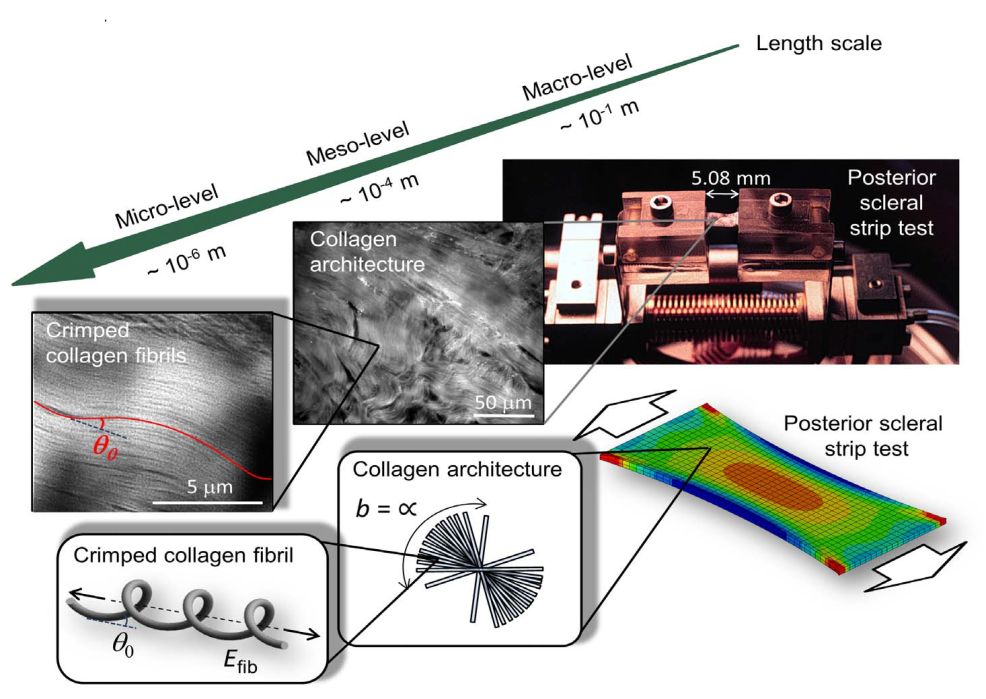 Length scale
Macro-level
~ 10⁻¹ m
Meso-level
~ 10⁻⁴ m
Micro-level
~ 10⁻⁶ m
5.08 mm
Posterior
scleral
strip test
Collagen
architecture
50 μm
Crimped
collagen fibrils
θ₀
5 μm
Posterior scleral
strip test
Collagen architecture
b = ∝
Crimped collagen fibril
θ₀
E_fib